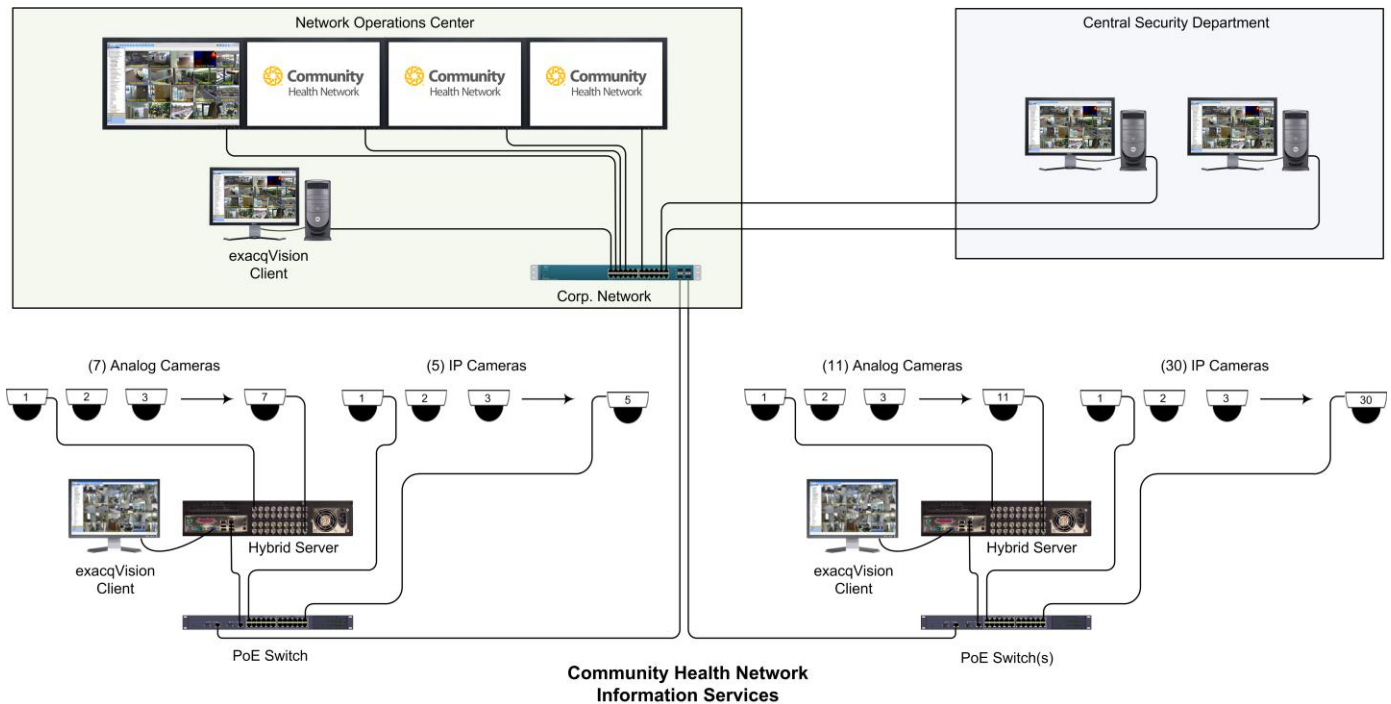 Network Operations Center
Central Security Department
Community
Health Network
Community
Health Network
Community
Health Network
exacqVision
Client
Corp. Network
(7) Analog Cameras
(5) IP Cameras
(11) Analog Cameras
(30) IP Cameras
1
2
3
7
1
2
3
5
1
2
3
11
1
2
3
30
Hybrid Server
exacqVision
Client
Hybrid Server
exacqVision
Client
PoE Switch
PoE Switch(s)
Community Health Network
Information Services